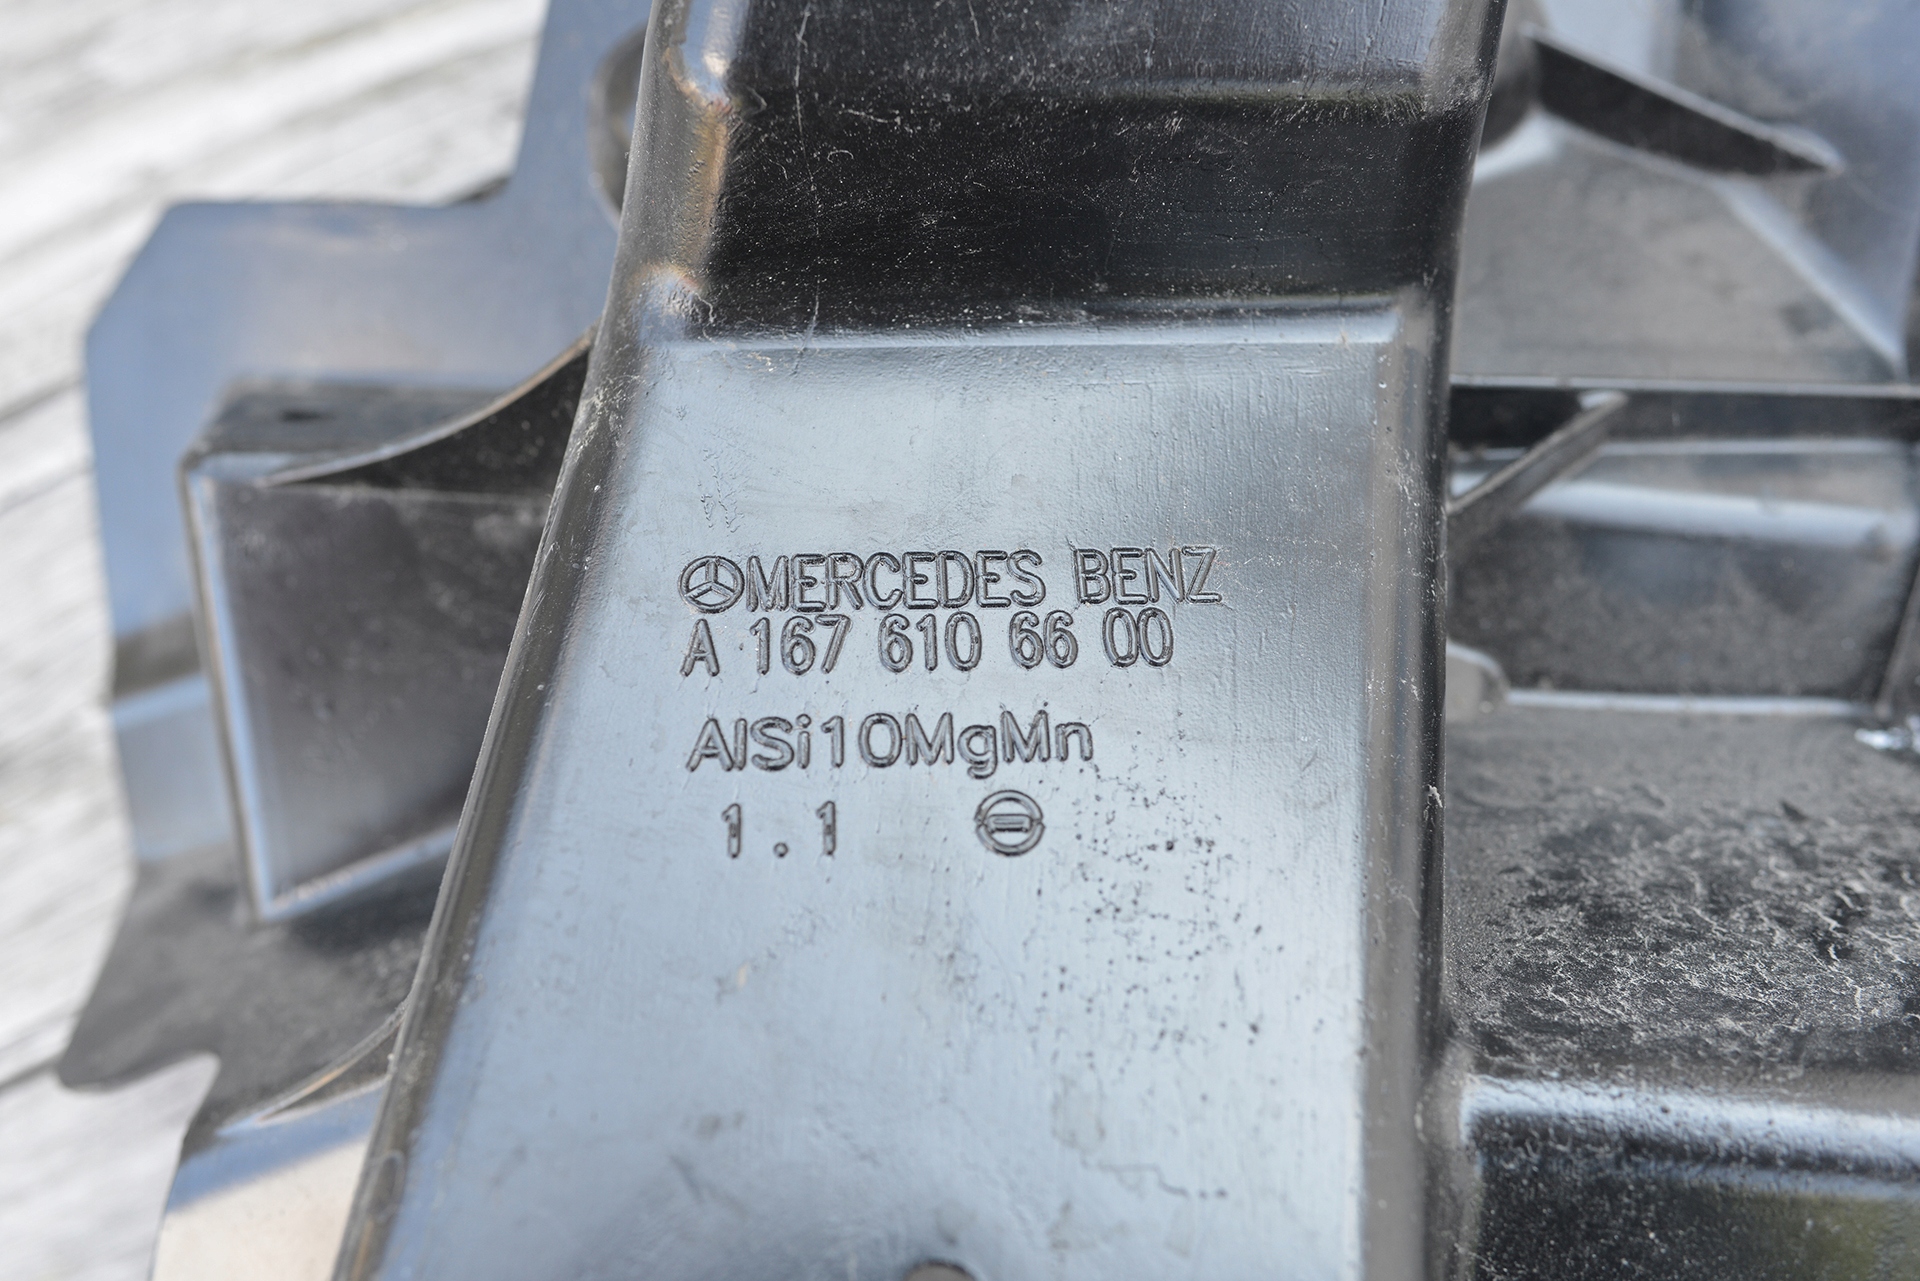 MERCEDES BENZ
A 167 610 66 00
AlSi10MgMn
1.1